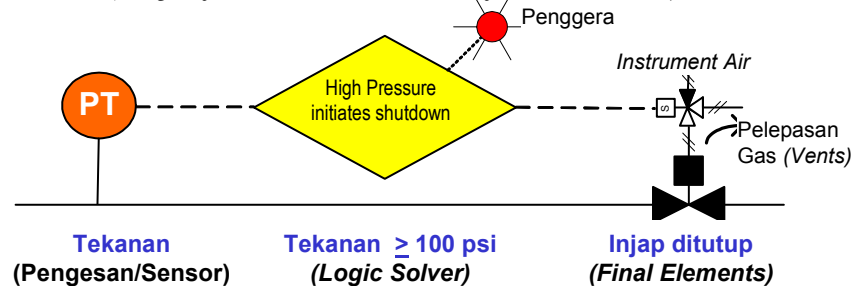 Penggera
Instrument Air
PT
High Pressure
initiates shutdown
s
Pelepasan
Gas (Vents)
Tekanan
(Pengesan/Sensor)
Tekanan ≥ 100 psi
(Logic Solver)
Injap ditutup
(Final Elements)